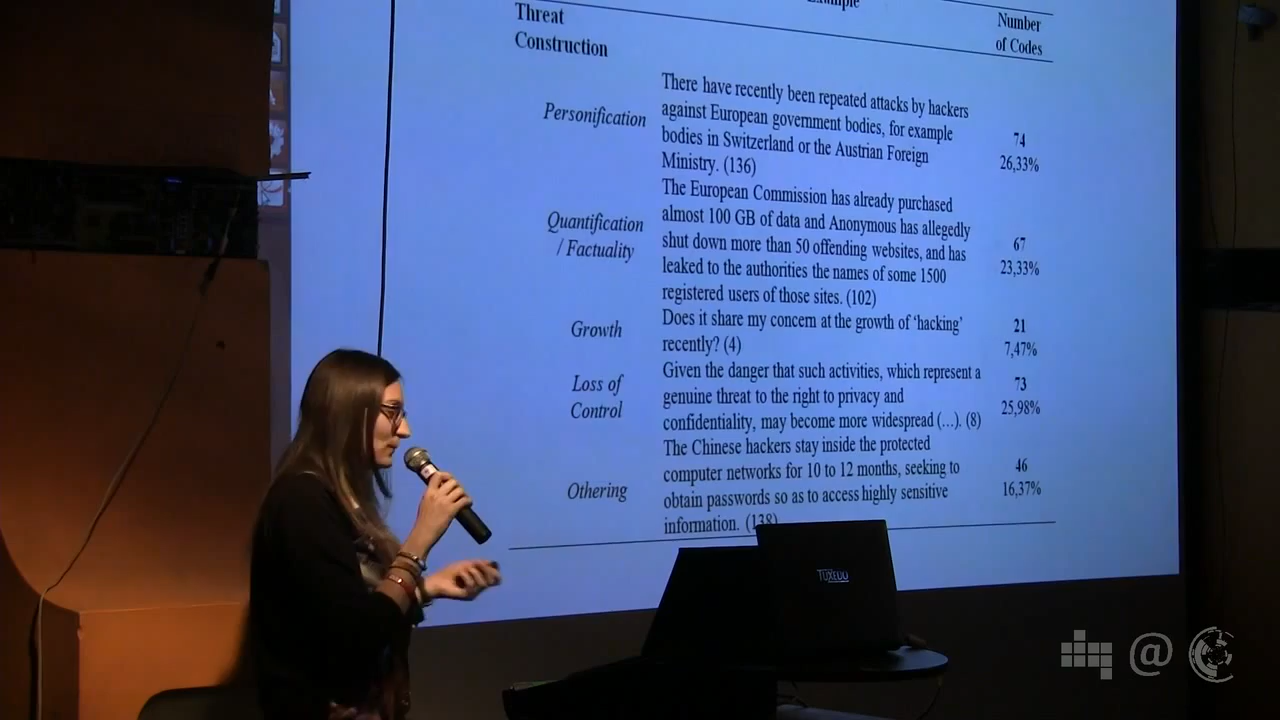 Example
Threat
Construction
Number
of Codes
Personification
There have recently been repeated attacks by hackers
against European government bodies, for example
bodies in Switzerland or the Austrian Foreign
Ministry. (136)
74
26,33%
Quantification
/ Factuality
The European Commission has already purchased
almost 100 GB of data and Anonymous has allegedly
shut down more than 50 offending websites, and has
leaked to the authorities the names of some 1500
registered users of those sites. (102)
67
23,33%
Growth
Does it share my concern at the growth of ‘hacking’
recently? (4)
21
7,47%
Loss of
Control
Given the danger that such activities, which represent a
genuine threat to the right to privacy and
confidentiality, may become more widespread (…). (8)
73
25,98%
Othering
The Chinese hackers stay inside the protected
computer networks for 10 to 12 months, seeking to
obtain passwords so as to access highly sensitive
information. (138)
46
16,37%
TUXEDO
@